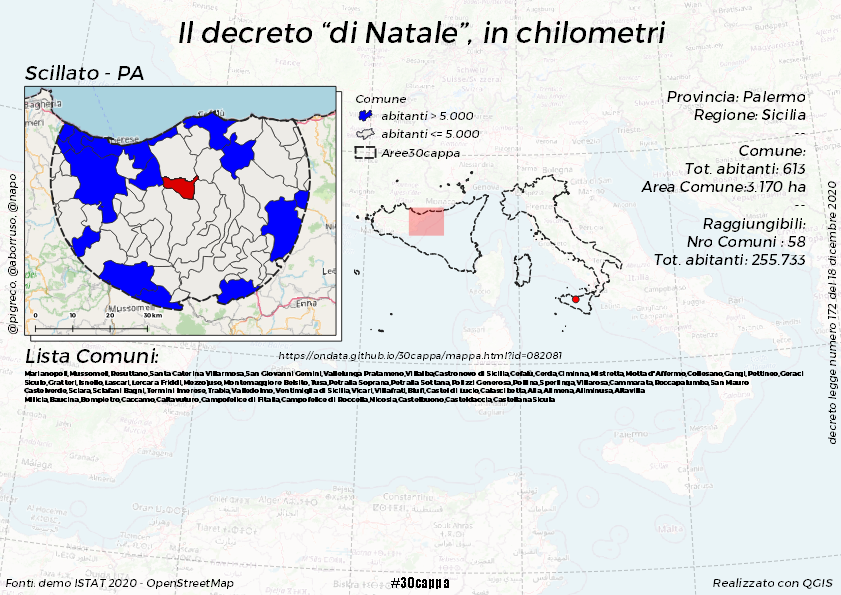 Il decreto “di Natale”, in chilometri
Scillato - PA
Bagheria
Mussomeli
Enna
0 10 20 30 km
Comune
abitanti > 5.000
abitanti <= 5.000
Aree30cappa
Provincia: Palermo
Regione: Sicilia
--
Comune:
Tot. abitanti: 613
Area Comune:3.170 ha
--
Raggiungibili:
Nro Comuni : 58
Tot. abitanti: 255.733
@pigreco, @aborruso, @napo
decreto legge numero 172 del 18 dicembre 2020
Lista Comuni:
https://ondata.github.io/30cappa/mappa.html?id=082081
Marianopoli,Mussomeli,Resuttano,Santa Caterina Villarmosa,San Giovanni Gemini,Vallelunga Pratameno,Villalba,Castronovo di Sicilia,Cefalù,Cerda,Ciminna,Mistretta,Motta d'Affermo,Collesano,Gangi,Pettineo,Geraci
Siculo,Gratteri,Isnello,Lascari,Lercara Friddi,Mezzojuso,Montemaggiore Belsito,Tusa,Petralia Soprana,Petralia Sottana,Polizzi Generosa,Pollina,Sperlinga,Villarosa,Cammarata,Roccapalumba,San Mauro
Castelverde,Sciara,Sclafani Bagni,Termini Imerese,Trabia,Valledolmo,Ventimiglia di Sicilia,Vicari,Villafrati,Blufi,Castel di Lucio,Calascibetta,Alia,Alimena,Aliminusa,Altavilla
Milicia,Baucina,Bompietro,Caccamo,Caltavuturo,Campofelice di Fitalia,Campofelice di Roccella,Nicosia,Castelbuono,Casteldaccia,Castellana Sicula
Constantine
Fonti: demo ISTAT 2020 - OpenStreetMap
#30cappa
Realizzato con QGIS